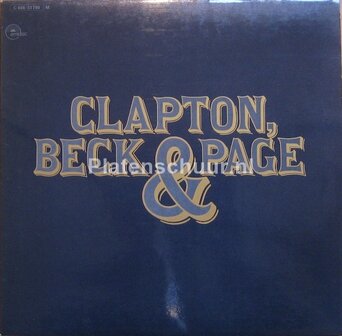 CLAPTON,
BECK & PAGE
Platenschuur.nl